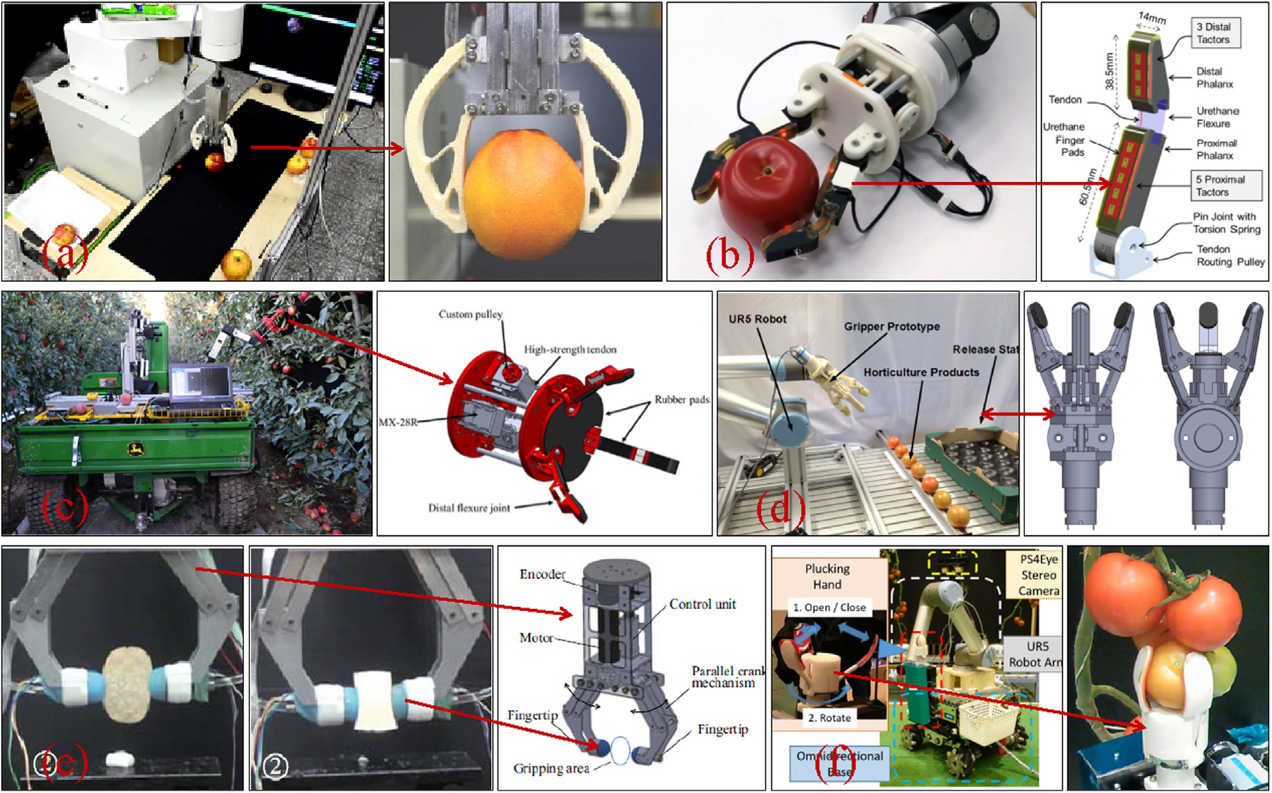 (a)
(b)
14mm
3 Distal
Tactors
38.5mm
Distal
Phalanx
Tendon
Urethane
Flexure
Urethane
Finger
Pads
Proximal
Phalanx
60.5mm
5 Proximal
Tactors
Pin Joint with
Torsion Spring
Tendon
Routing Pulley
(c)
Custom pulley
High-strength tendon
MX-28R
Rubber pads
Distal flexure joint
UR5 Robot
Gripper Prototype
Release Stat
Horticulture Products
(d)
②
(e)
②
Encoder
Control unit
Motor
Parallel crank
mechanism
Fingertip
Fingertip
Gripping area
Plucking
Hand
1. Open / Close
2. Rotate
PS4Eye
Stereo
Camera
UR5
Robot Arm
Omnidirectional
Base
(f)